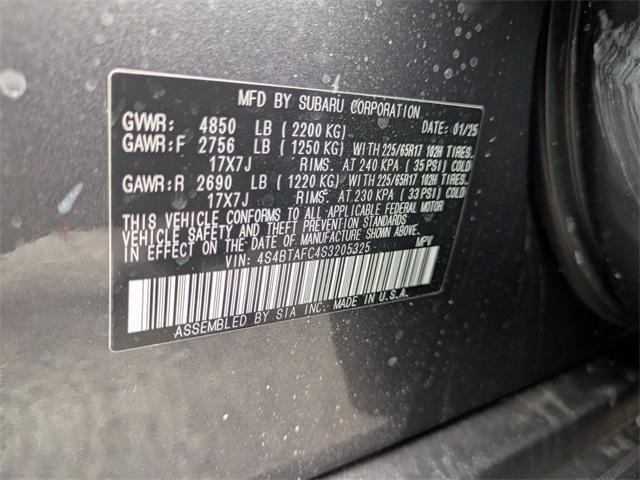 MFD BY SUBARU CORPORATION
GVWR: 4850 LB (2200 KG) DATE: 01/25
GAWR:F 2756 LB (1250 KG) WITH 225/65R17 102H TIRES.
17X7J RIMS. AT 240 KPA (35 PSI) COLD
GAWR:R 2690 LB (1220 KG) WITH 225/65R17 102H TIRES.
17X7J RIMS. AT 230 KPA (33 PSI) COLD
THIS VEHICLE CONFORMS TO ALL APPLICABLE FEDERAL MOTOR
VEHICLE SAFETY AND THEFT PREVENTION STANDARDS
IN EFFECT ON THE DATE OF MANUFACTURE SHOWN ABOVE.
VIN: 4S4BTAFC4S3205325 MPV
ASSEMBLED BY SIA INC. MADE IN U.S.A.